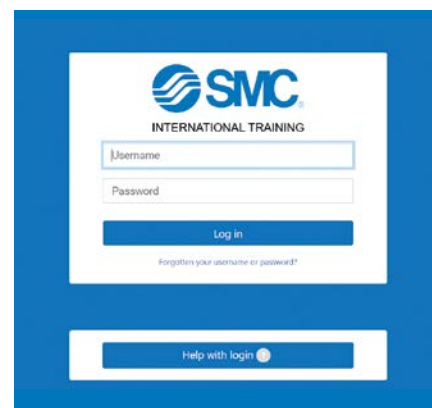 SMC
INTERNATIONAL TRAINING
Username
Password
Log in
Forgotten your username or password?
Help with login ?